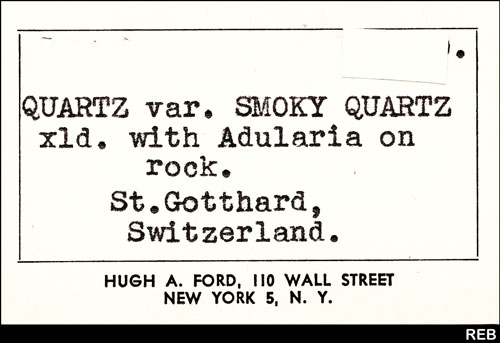 QUARTZ var. SMOKY QUARTZ
xld. with Adularia on
rock.
St.Gotthard,
Switzerland.
HUGH A. FORD, 110 WALL STREET
NEW YORK 5, N. Y.
REB